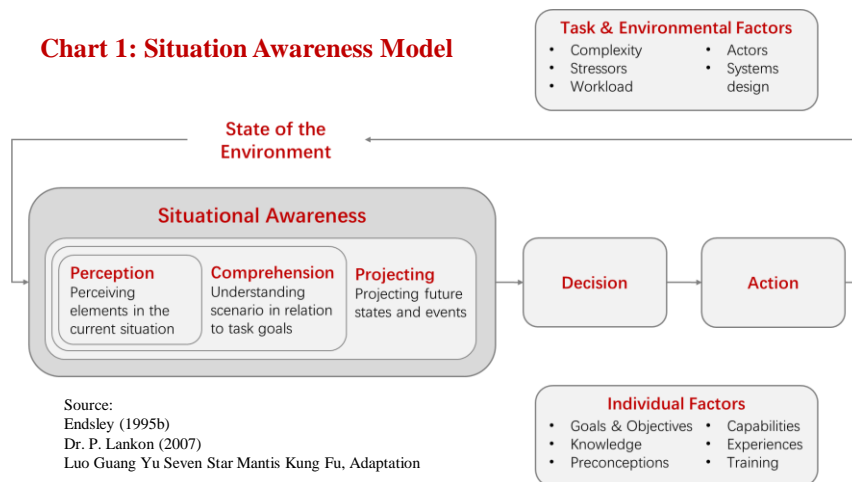 Chart 1: Situation Awareness Model
Task & Environmental Factors
• Complexity
• Stressors
• Workload
• Actors
• Systems
design
State of the
Environment
Situational Awareness
Perception
Perceiving
elements in the
current situation
Comprehension
Understanding
scenario in relation
to task goals
Projecting
Projecting future
states and events
Decision
Action
Source:
Endsley (1995b)
Dr. P. Lankon (2007)
Luo Guang Yu Seven Star Mantis Kung Fu, Adaptation
Individual Factors
• Goals & Objectives
• Knowledge
• Preconceptions
• Capabilities
• Experiences
• Training